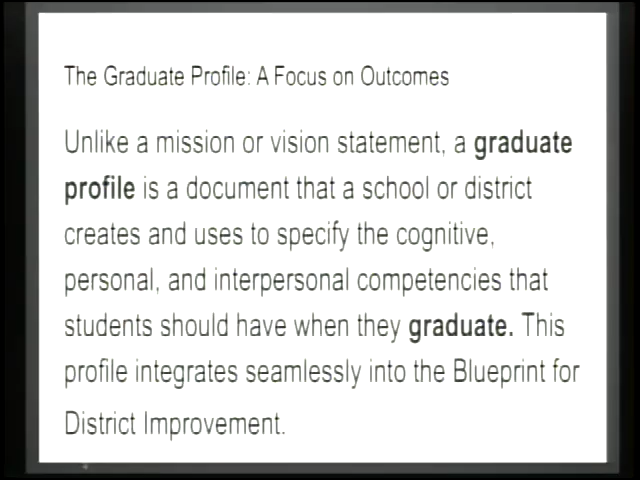 The Graduate Profile: A Focus on Outcomes
Unlike a mission or vision statement, a graduate
profile is a document that a school or district
creates and uses to specify the cognitive,
personal, and interpersonal competencies that
students should have when they graduate. This
profile integrates seamlessly into the Blueprint for
District Improvement.